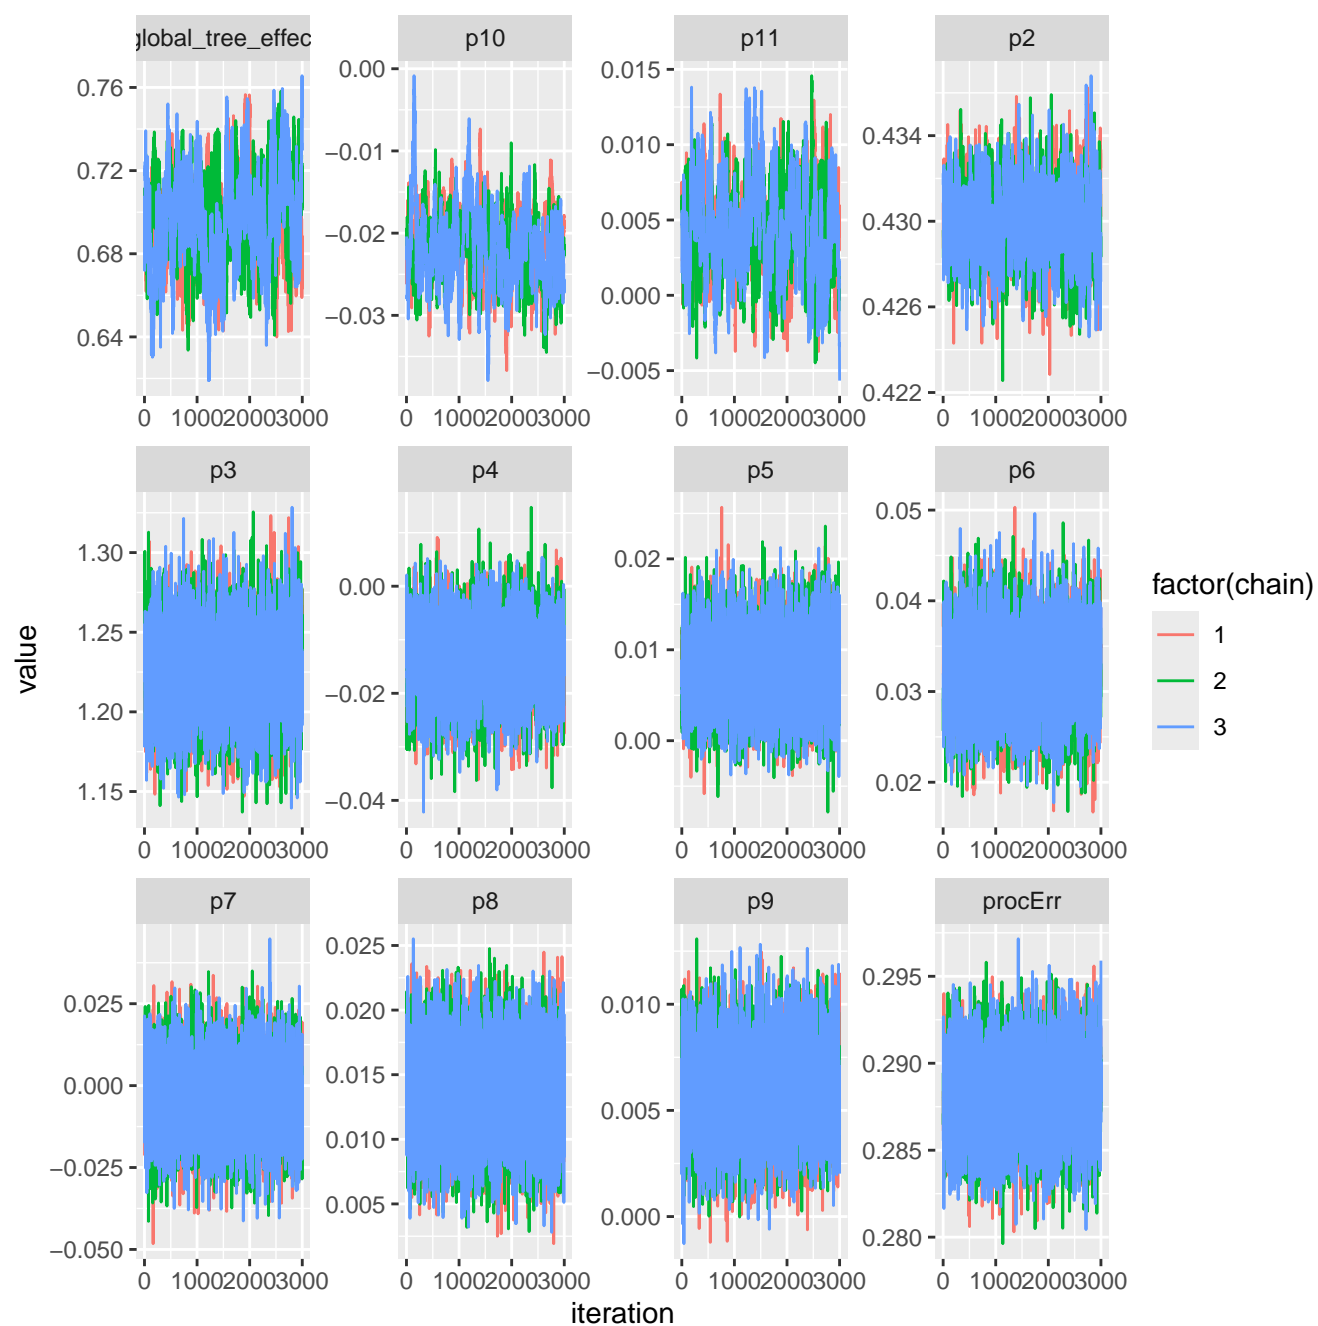 global_tree_effec
p10
p11
p2
0.76
0.72
0.68
0.64
0.00
−0.01
−0.02
−0.03
0.015
0.010
0.005
0.000
−0.005
0.434
0.430
0.426
0.422
0 1000 2000 3000
0 1000 2000 3000
0 1000 2000 3000
0 1000 2000 3000
p3
p4
p5
p6
1.30
1.25
1.20
1.15
0.00
−0.02
−0.04
0.02
0.01
0.00
0.05
0.04
0.03
0.02
0 1000 2000 3000
0 1000 2000 3000
0 1000 2000 3000
0 1000 2000 3000
p7
p8
p9
procErr
0.025
0.000
−0.025
−0.050
0.025
0.020
0.015
0.010
0.005
0.010
0.005
0.000
0.295
0.290
0.285
0.280
0 1000 2000 3000
0 1000 2000 3000
0 1000 2000 3000
0 1000 2000 3000
value
iteration
factor(chain)
1
2
3